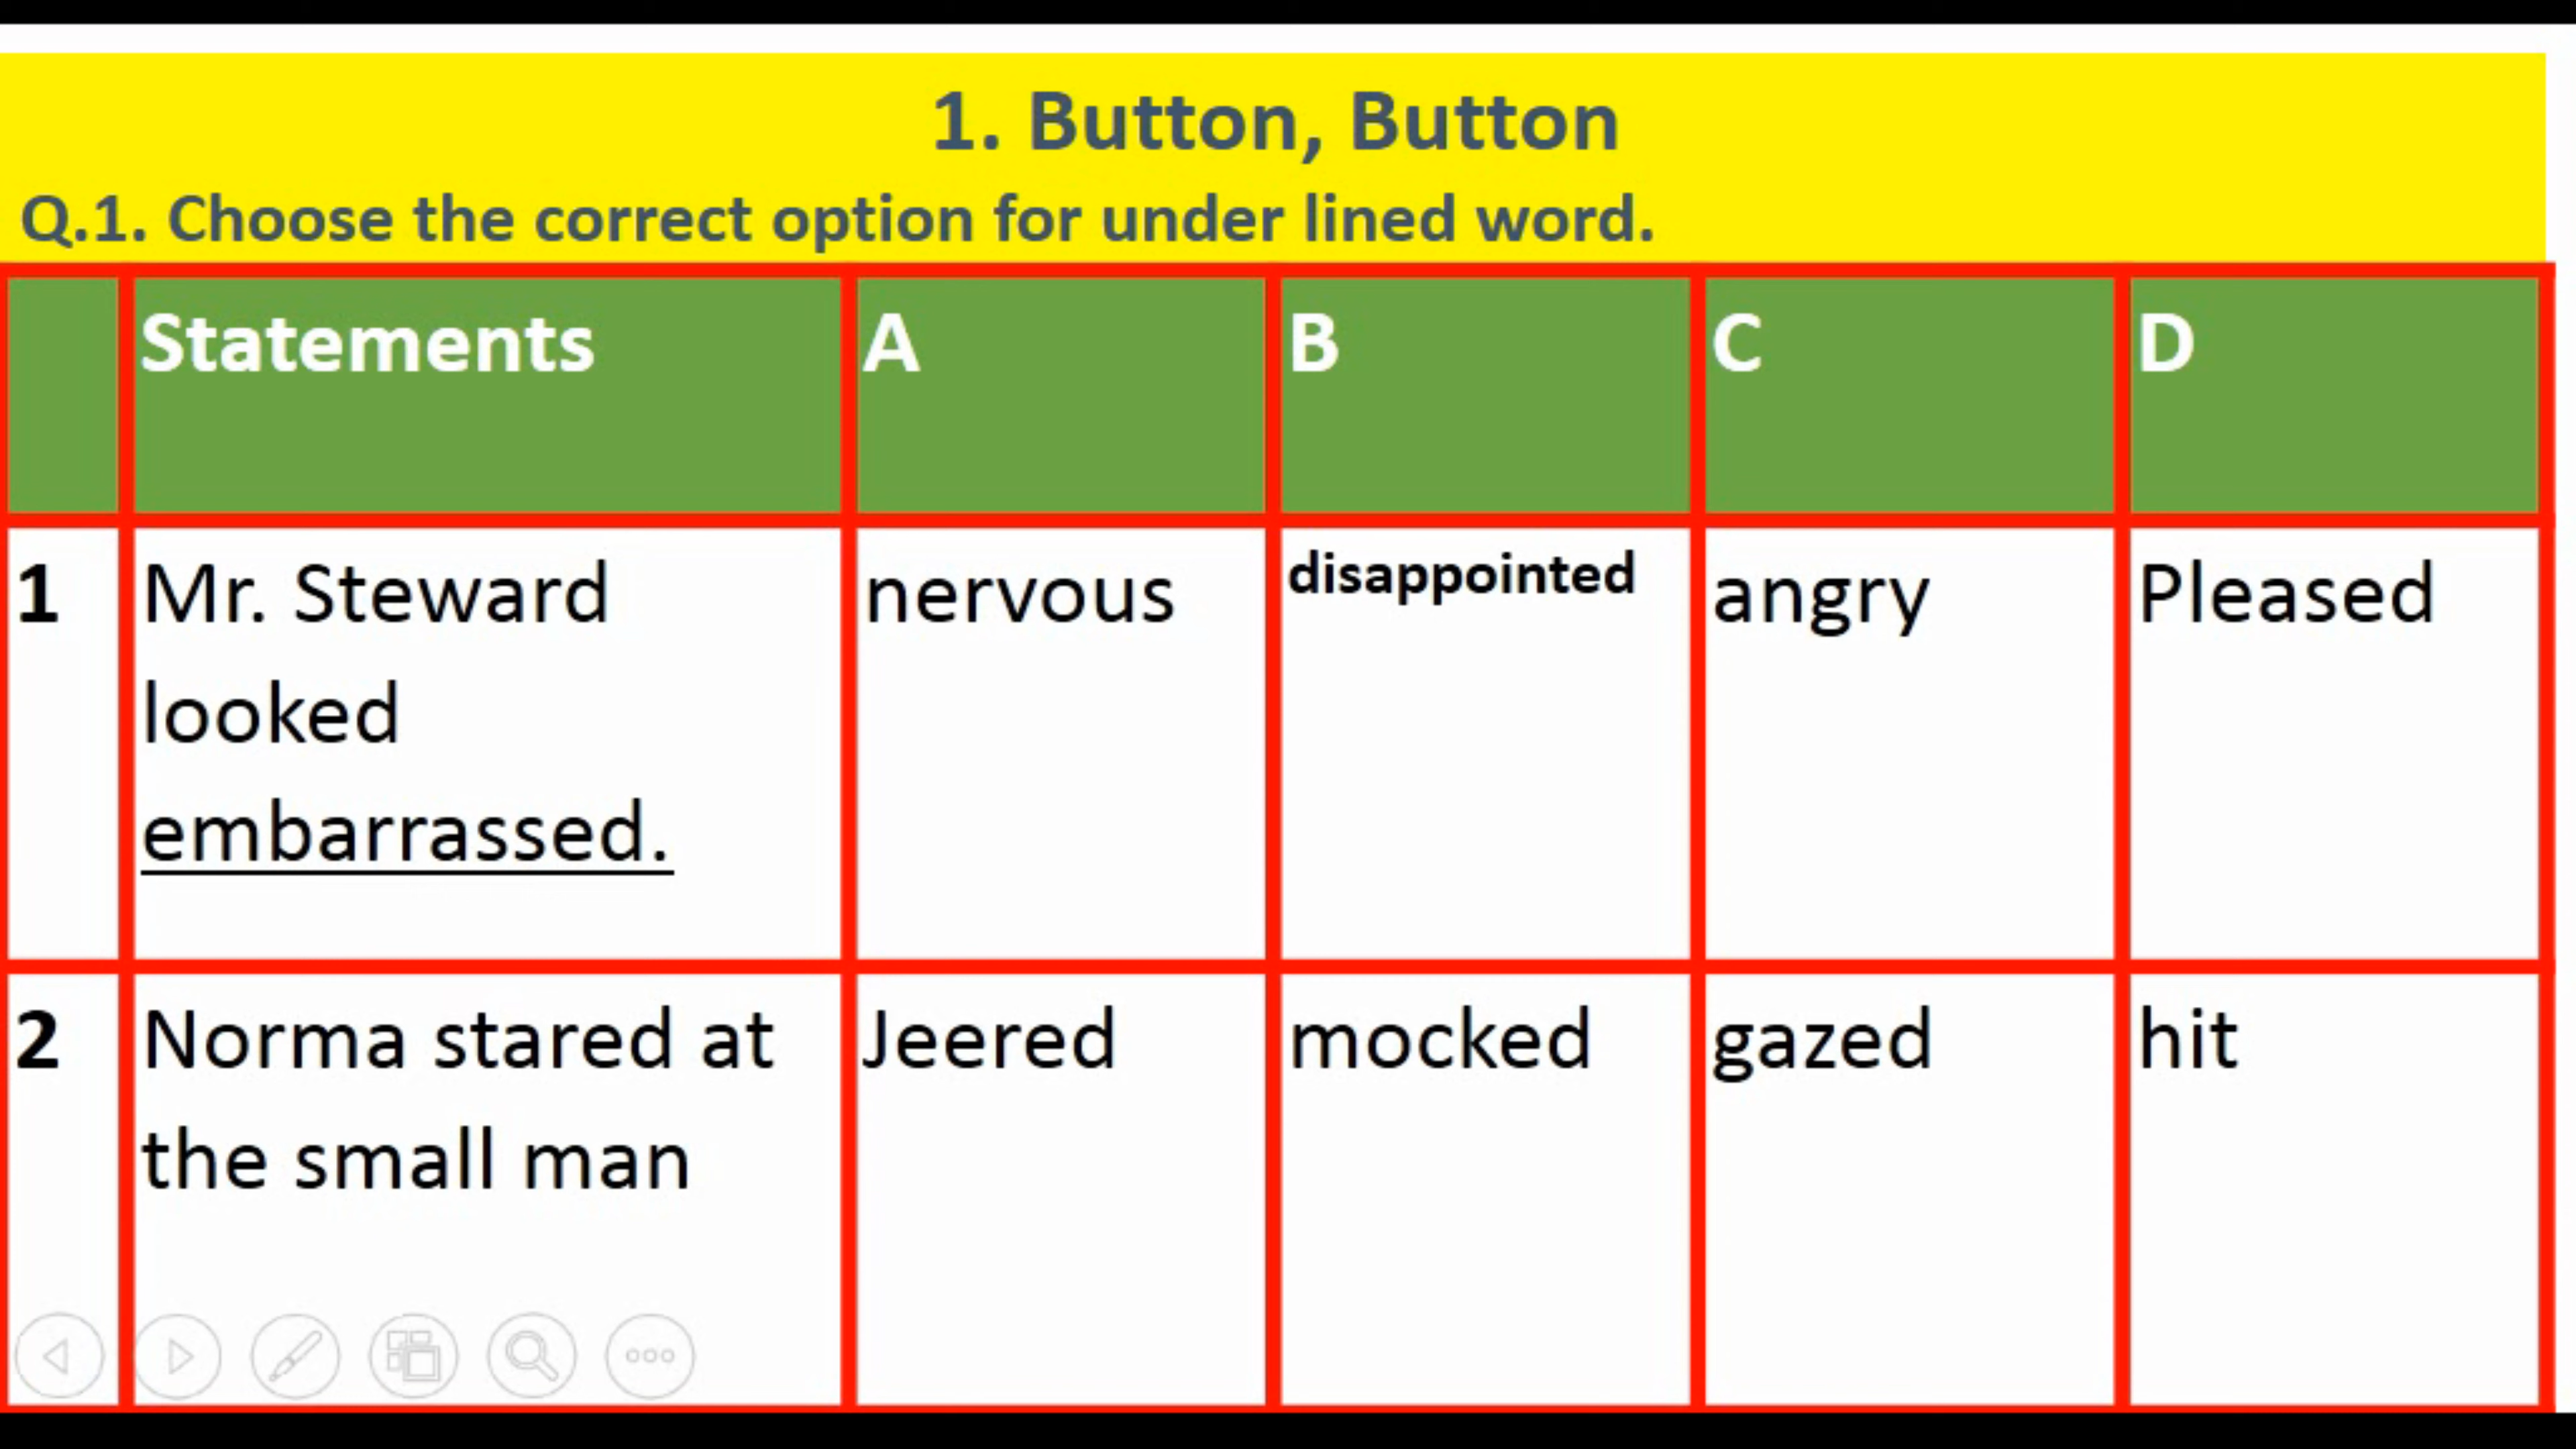 1. Button, Button
Q.1. Choose the correct option for under lined word.
Statements A B C D
1 Mr. Steward nervous disappointed angry Pleased
looked
embarrassed.
2 Norma stared at Jeered mocked gazed hit
the small man